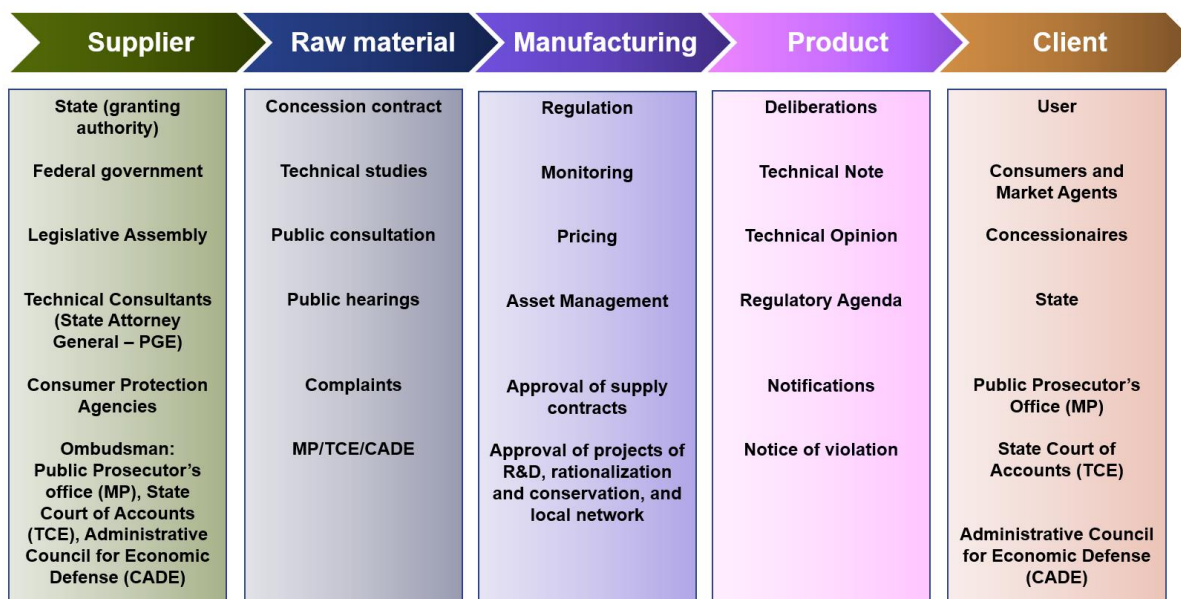 Supplier
Raw material
Manufacturing
Product
Client
State (granting
authority)
Federal government
Legislative Assembly
Technical Consultants
(State Attorney
General – PGE)
Consumer Protection
Agencies
Ombudsman:
Public Prosecutor's
office (MP), State
Court of Accounts
(TCE), Administrative
Council for Economic
Defense (CADE)
Concession contract
Technical studies
Public consultation
Public hearings
Complaints
MP/TCE/CADE
Regulation
Monitoring
Pricing
Asset Management
Approval of supply
contracts
Approval of projects of
R&D, rationalization
and conservation, and
local network
Deliberations
Technical Note
Technical Opinion
Regulatory Agenda
Notifications
Notice of violation
User
Consumers and
Market Agents
Concessionaires
State
Public Prosecutor's
Office (MP)
State Court of
Accounts (TCE)
Administrative Council
for Economic Defense
(CADE)